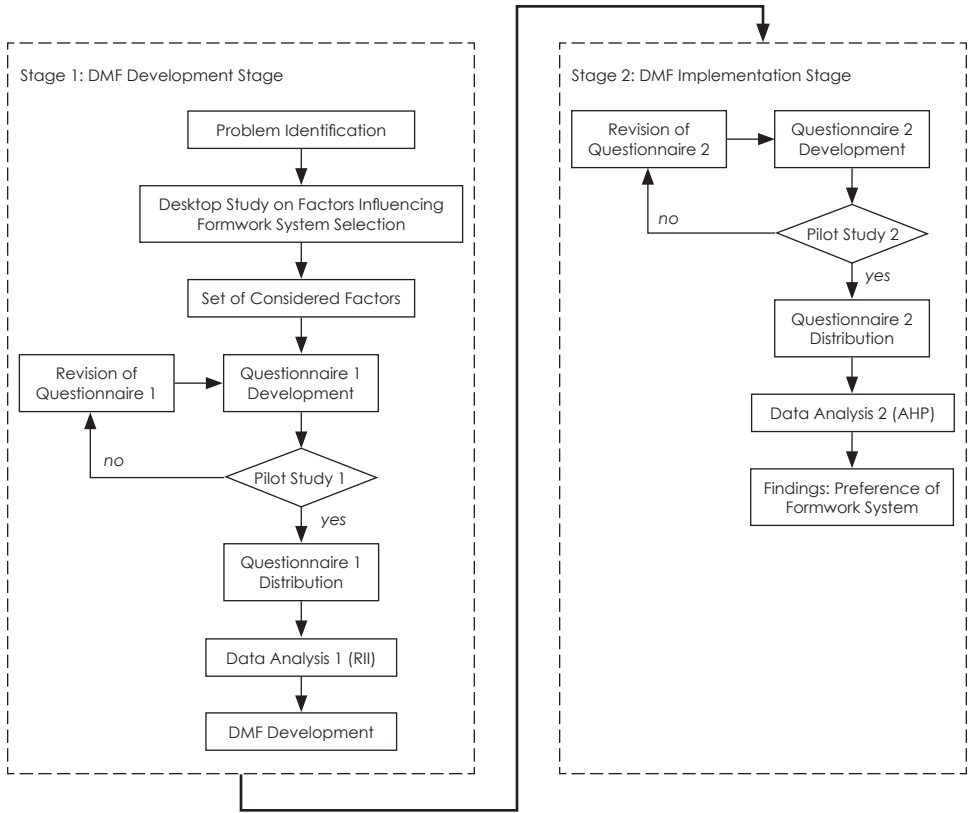 Stage 1: DMF Development Stage
Problem Identification
Desktop Study on Factors Influencing
Formwork System Selection
Set of Considered Factors
Revision of
Questionnaire 1
Questionnaire 1
Development
no
Pilot Study 1
yes
Questionnaire 1
Distribution
Data Analysis 1 (RII)
DMF Development
Stage 2: DMF Implementation Stage
Revision of
Questionnaire 2
Questionnaire 2
Development
no
Pilot Study 2
yes
Questionnaire 2
Distribution
Data Analysis 2 (AHP)
Findings: Preference of
Formwork System